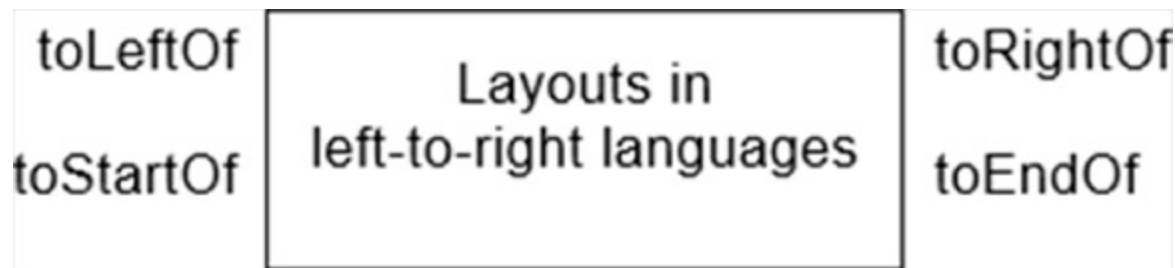 toLeftOf
toRightOf
Layouts in
left-to-right languages
toStartOf
toEndOf